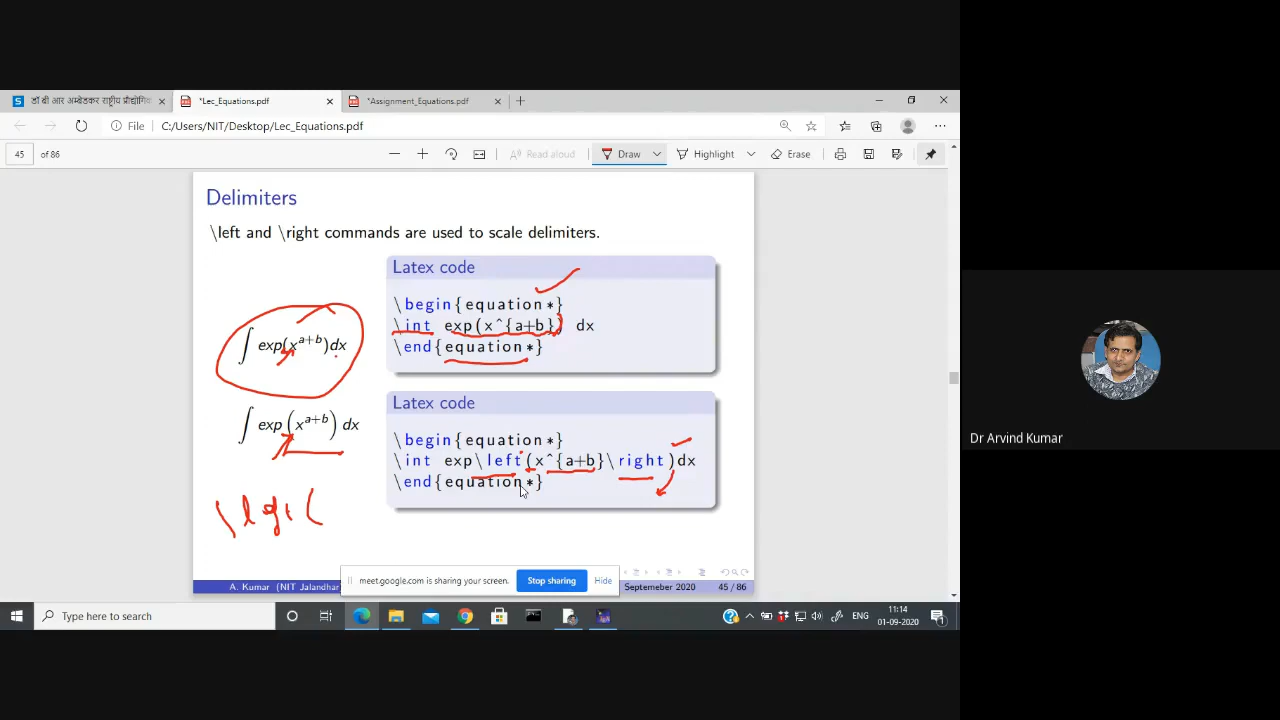 डॉ बी आर अम्बेडकर राष्ट्रीय प्रौद्योगिक
*Lec_Equations.pdf
*Assignment_Equations.pdf
File
C:/Users/NIT/Desktop/Lec_Equations.pdf
45 of 86
Read aloud
Draw
Highlight
Erase
Delimiters
\left and \right commands are used to scale delimiters.
Latex code
\begin{equation*}
\int exp(x^{a+b}) dx
\end{equation*}
∫ exp(x^{a+b})dx
Latex code
\begin{equation*}
\int exp\left(x^{a+b}\right)dx
\end{equation*}
∫ exp(x^{a+b}) dx
Dr Arvind Kumar
meet.google.com is sharing your screen.
Stop sharing
Hide
A. Kumar (NIT Jalandhar
Septemeber 2020
45 / 86
Type here to search
ENG
11:14
01-09-2020
1